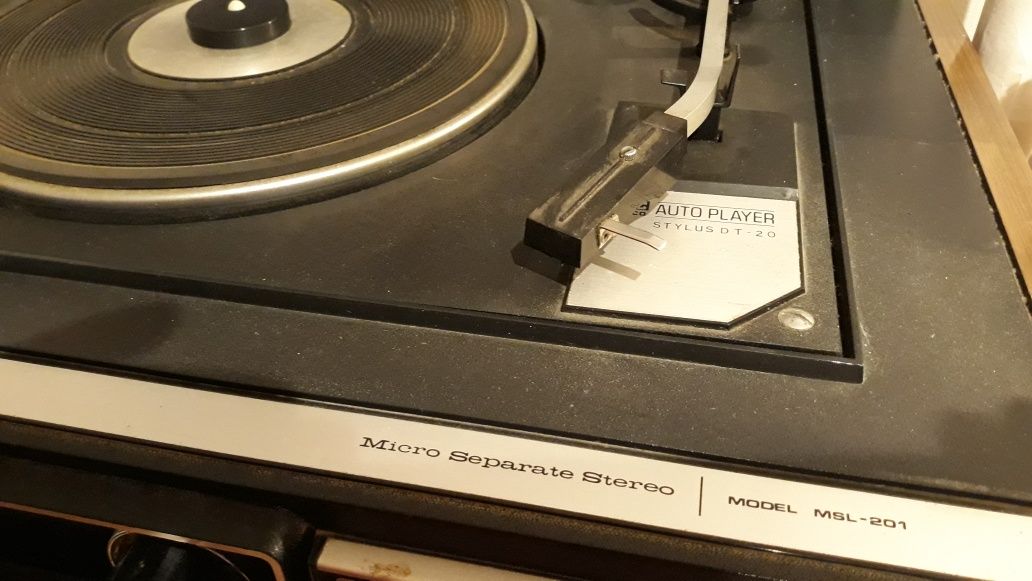 AUTO PLAYER
STYLUS DT-20
Micro Separate Stereo
MODEL MSL-201